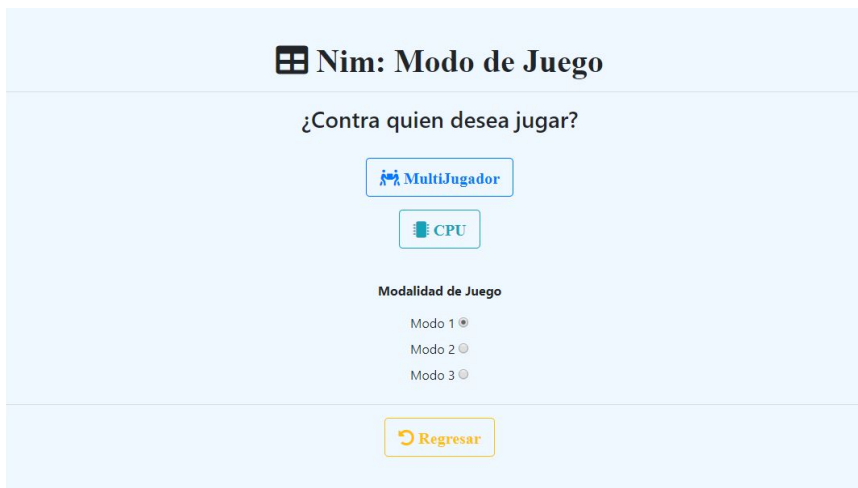 Nim: Modo de Juego
¿Contra quien desea jugar?
MultiJugador
CPU
Modalidad de Juego
Modo 1
Modo 2
Modo 3
Regresar